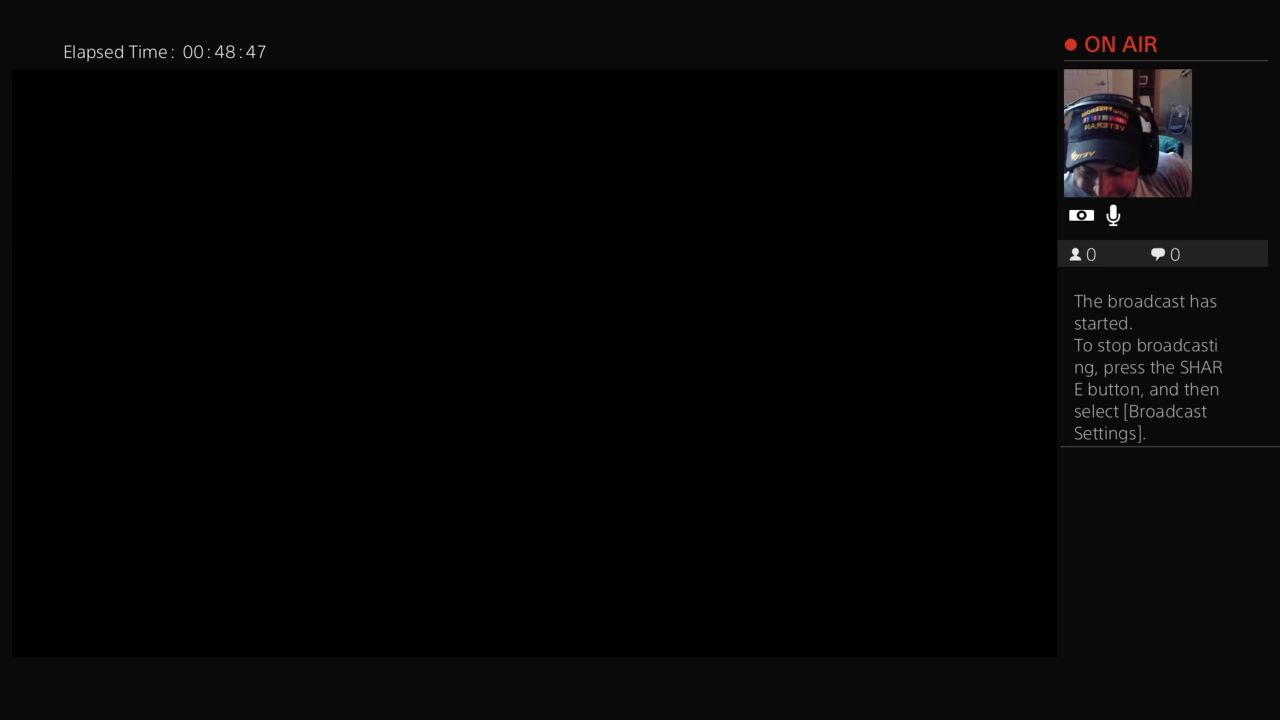 Elapsed Time: 00:48:47
ON AIR
VETERAN
0 0
The broadcast has
started.
To stop broadcasti
ng, press the SHAR
E button, and then
select [Broadcast
Settings].